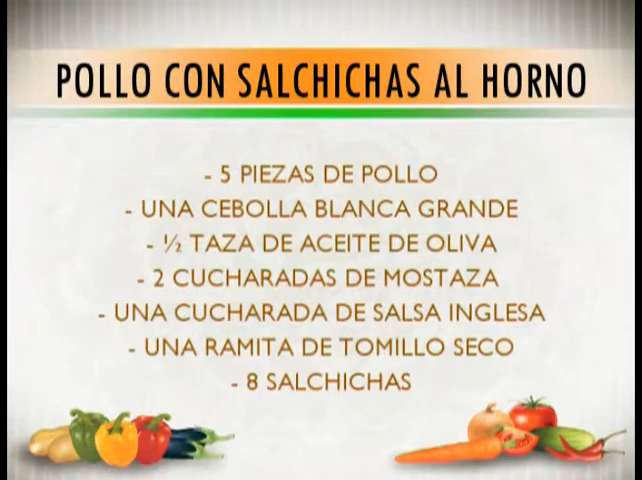 POLLO CON SALCHICHAS AL HORNO
- 5 PIEZAS DE POLLO
- UNA CEBOLLA BLANCA GRANDE
- ½ TAZA DE ACEITE DE OLIVA
- 2 CUCHARADAS DE MOSTAZA
- UNA CUCHARADA DE SALSA INGLESA
- UNA RAMITA DE TOMILLO SECO
- 8 SALCHICHAS